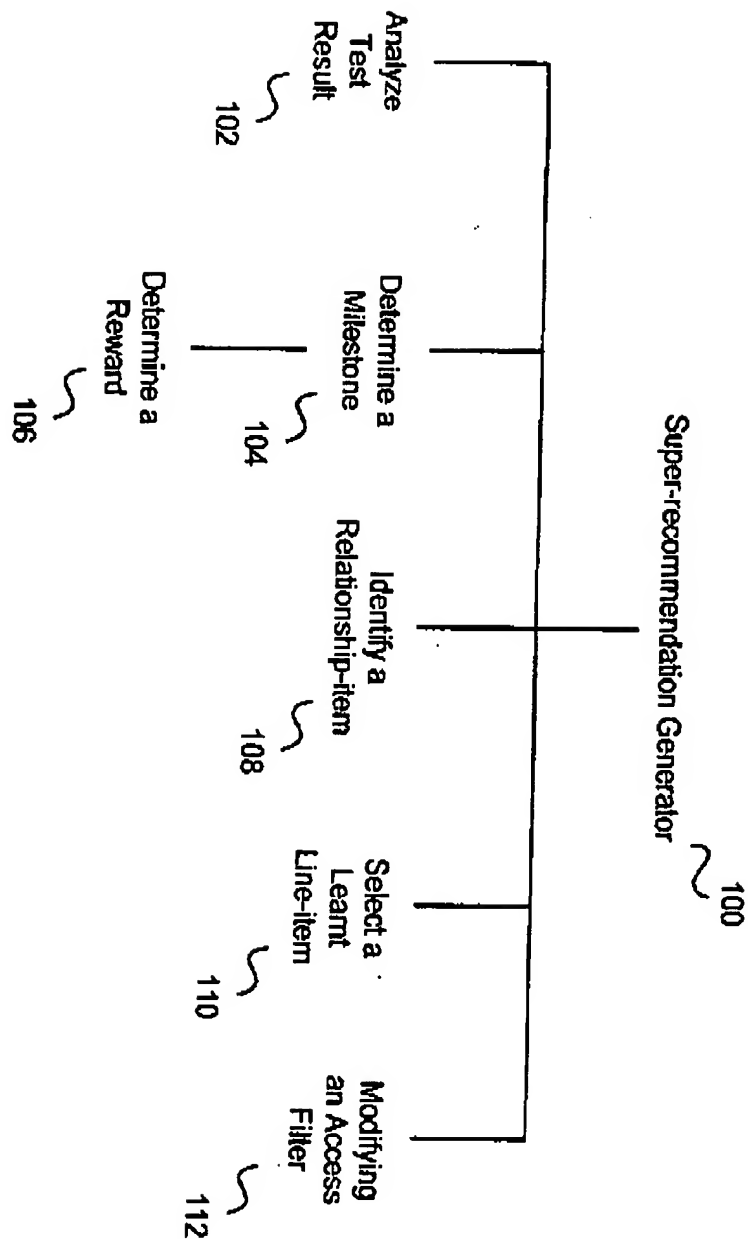 Super-recommendation Generator
100
Analyze
Test
Result
102
Determine a
Milestone
104
Determine a
Reward
106
Identify a
Relationship-item
108
Select a
Learnt
Line-item
110
Modifying
an Access
Filter
112